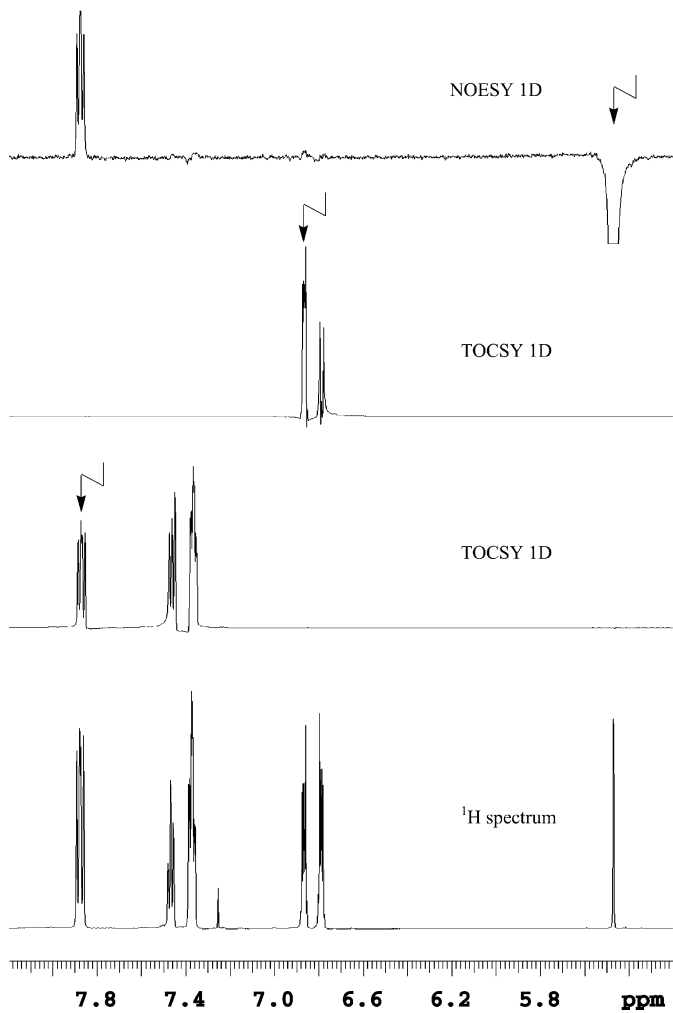 NOESY 1D
TOCSY 1D
TOCSY 1D
¹H spectrum
7.8 7.4 7.0 6.6 6.2 5.8 ppm